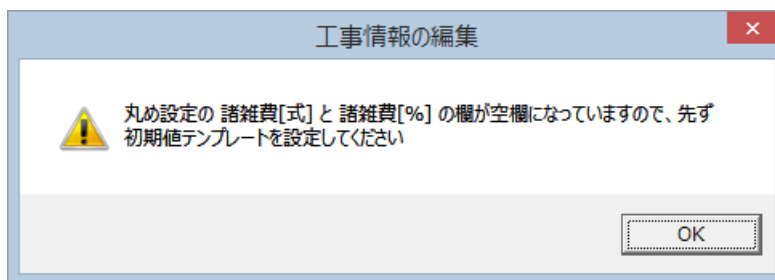 工事情報の編集
丸め設定の 諸雑費[式] と 諸雑費[%] の欄が空欄になっていますので、先ず
初期値テンプレートを設定してください
OK